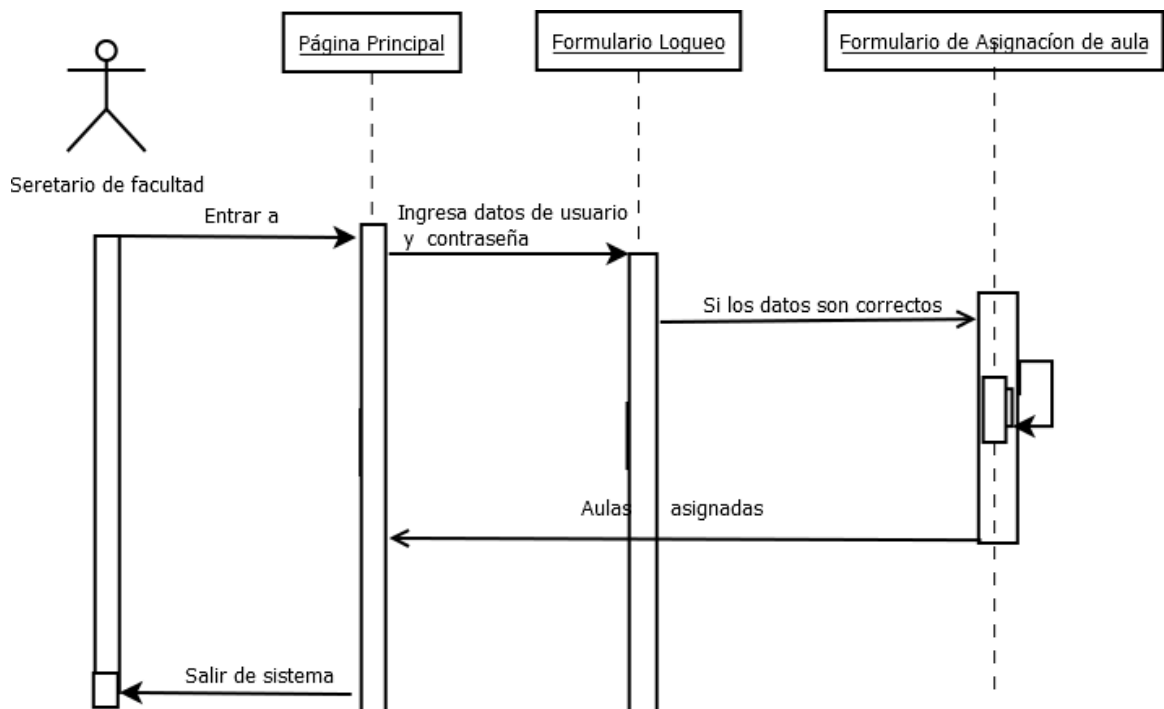 Página Principal
Formulario Logueo
Formulario de Asignacíon de aula
Seretario de facultad
Entrar a
Ingresa datos de usuario
y contraseña
Si los datos son correctos
Aulas asignadas
Salir de sistema